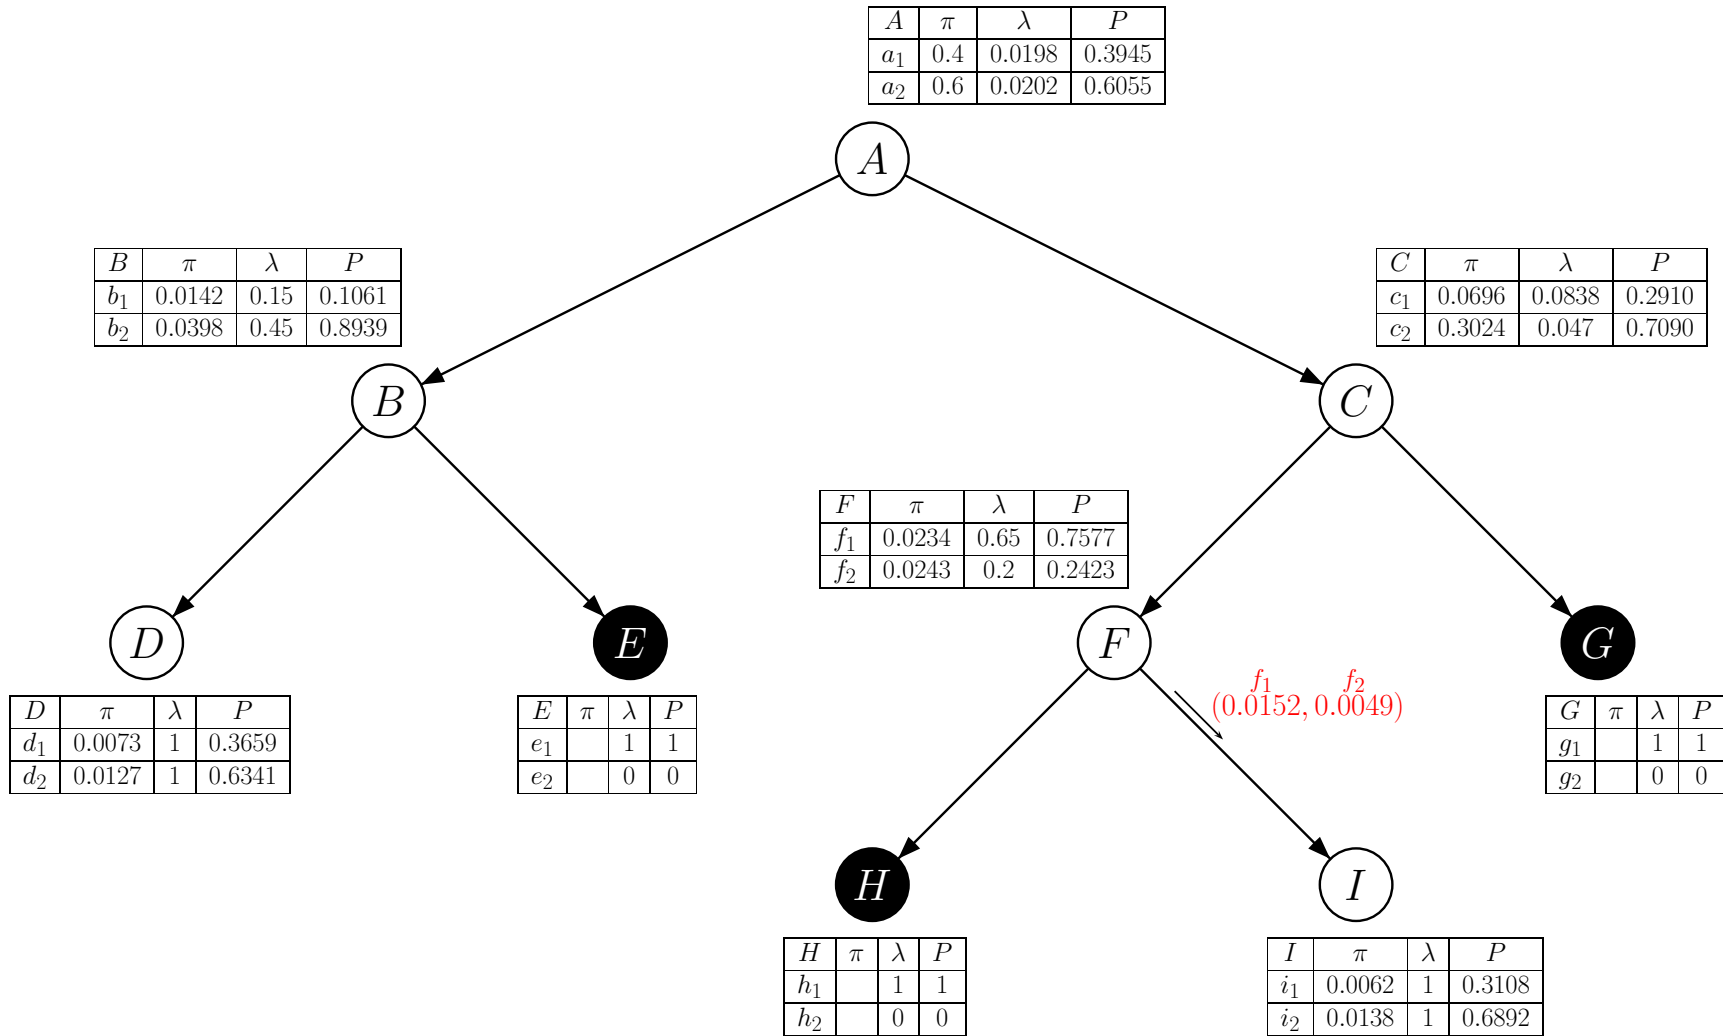 A π λ P
a₁ 0.4 0.0198 0.3945
a₂ 0.6 0.0202 0.6055
A
B π λ P
b₁ 0.0142 0.15 0.1061
b₂ 0.0398 0.45 0.8939
C π λ P
c₁ 0.0696 0.0838 0.2910
c₂ 0.3024 0.047 0.7090
B
C
F π λ P
f₁ 0.0234 0.65 0.7577
f₂ 0.0243 0.2 0.2423
D
E
F
G
f₁ f₂
(0.0152, 0.0049)
D π λ P
d₁ 0.0073 1 0.3659
d₂ 0.0127 1 0.6341
E π λ P
e₁ 1 1
e₂ 0 0
G π λ P
g₁ 1 1
g₂ 0 0
H
I
H π λ P
h₁ 1 1
h₂ 0 0
I π λ P
i₁ 0.0062 1 0.3108
i₂ 0.0138 1 0.6892